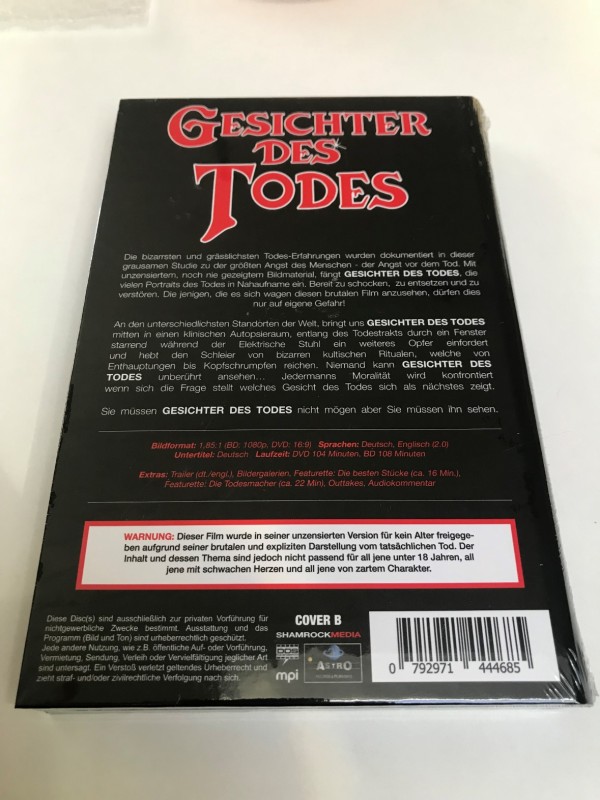 GESICHTER
DES
TODES
Die bizarrsten und grässlichsten Todes-Erfahrungen wurden dokumentiert in dieser
grausamen Studie zu der größten Angst des Menschen - der Angst vor dem Tod. Mit
unzensiertem, noch nie gezeigtem Bildmaterial, fängt GESICHTER DES TODES, die
vielen Portraits des Todes in Nahaufname ein. Bereit zu schocken, zu entsetzen und zu
verstören. Die jenigen, die es sich wagen diesen brutalen Film anzusehen, dürfen dies
nur auf eigene Gefahr!
An den unterschiedlichsten Standorten der Welt, bringt uns GESICHTER DES TODES
mitten in einen klinischen Autopsieraum, entlang des Todestrakts durch ein Fenster
starrend während der Elektrische Stuhl ein weiteres Opfer einfordert
und hebt den Schleier von bizarren kultischen Ritualen, welche von
Enthauptungen bis Kopfschrumpfen reichen. Niemand kann GESICHTER DES
TODES unberührt ansehen... Jedermanns Moralität wird konfrontiert
wenn sich die Frage stellt welches Gesicht des Todes sich als nächstes zeigt.
Sie müssen GESICHTER DES TODES nicht mögen aber Sie müssen ihn sehen.
Bildformat: 1,85:1 (BD: 1080p, DVD: 16:9) Sprachen: Deutsch, Englisch (2.0)
Untertitel: Deutsch Laufzeit: DVD 104 Minuten, BD 108 Minuten
Extras: Trailer (dt./engl.), Bildergalerien, Featurette: Die besten Stücke (ca. 16 Min.),
Featurette: Die Todesmacher (ca. 22 Min), Outtakes, Audiokommentar
WARNUNG: Dieser Film wurde in seiner unzensierten Version für kein Alter freigege-
ben aufgrund seiner brutalen und expliziten Darstellung vom tatsächlichen Tod. Der
Inhalt und dessen Thema sind jedoch nicht passend für all jene unter 18 Jahren, all
jene mit schwachen Herzen und all jene von zartem Charakter.
Diese Disc(s) sind ausschließlich zur privaten Vorführung für
nichtgewerbliche Zwecke bestimmt. Ausstattung und das
Programm (Bild und Ton) sind urheberrechtlich geschützt.
Jede andere Nutzung, wie z.B. öffentliche Auf- oder Vorführung,
Vermietung, Sendung, Verleih oder Vervielfältigung jeglicher Art
sind untersagt. Ein Verstoß verletzt geltendes Urheberrecht und
zieht straf- und/oder zivilrechtliche Verfolgung nach sich.
COVER B
SHAMROCKMEDIA
mpi
ASTRO
0 792971 444685